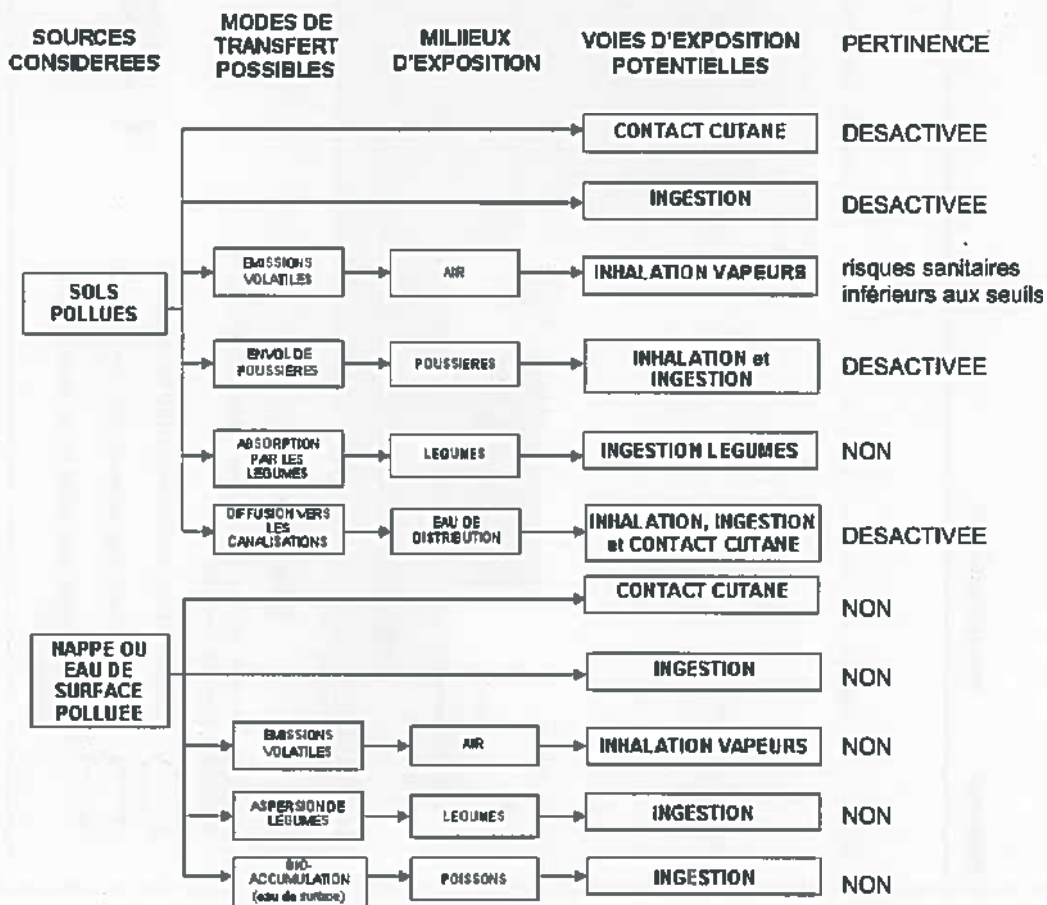 SOURCES
CONSIDEREES
MODES DE
TRANSFERT
POSSIBLES
MILIIEUX
D'EXPOSITION
VOIES D'EXPOSITION
POTENTIELLES
PERTINENCE
CONTACT CUTANE
DESACTIVEE
INGESTION
DESACTIVEE
SOLS
POLLUES
EMISSIONS
VOLATILES
AIR
INHALATION VAPEURS
risques sanitaires
inférieurs aux seuils
ENVOI DE
POUSSIERES
POUSSIERES
INHALATION et
INGESTION
DESACTIVEE
ABSORPTION
PAR LES
LEGUMES
LEGUMES
INGESTION LEGUMES
NON
DIFFUSION VERS
LES
CANALISATIONS
EAU DE
DISTRIBUTION
INHALATION, INGESTION
et CONTACT CUTANE
DESACTIVEE
CONTACT CUTANE
NON
NAPPE OU
EAU DE
SURFACE
POLLUEE
INGESTION
NON
EMISSIONS
VOLATILES
AIR
INHALATION VAPEURS
NON
ASPERSION DE
LEGUMES
LEGUMES
INGESTION
NON
BIO-
ACCUMULATION
(eau de surface)
POISSONS
INGESTION
NON